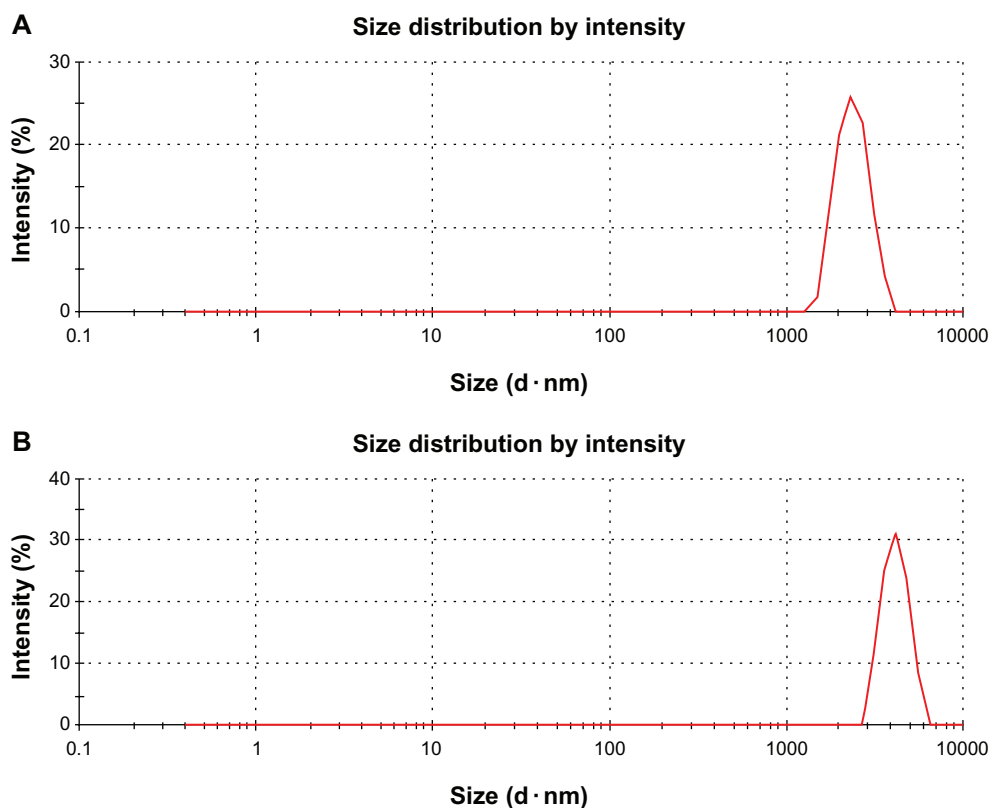 A
Size distribution by intensity
Intensity (%)
30
20
10
0
0.1 1 10 100 1000 10000
Size (d·nm)
B
Size distribution by intensity
Intensity (%)
40
30
20
10
0
0.1 1 10 100 1000 10000
Size (d·nm)